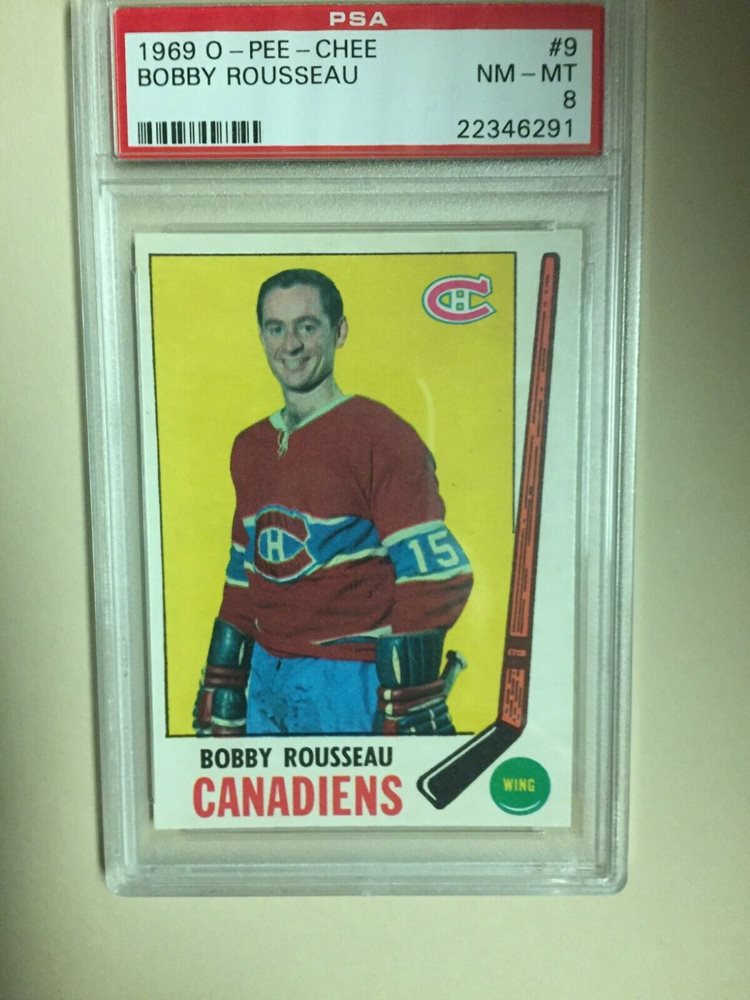 PSA
1969 O-PEE-CHEE #9
BOBBY ROUSSEAU NM-MT
8
22346291
H
H
15
BOBBY ROUSSEAU
CANADIENS
WING